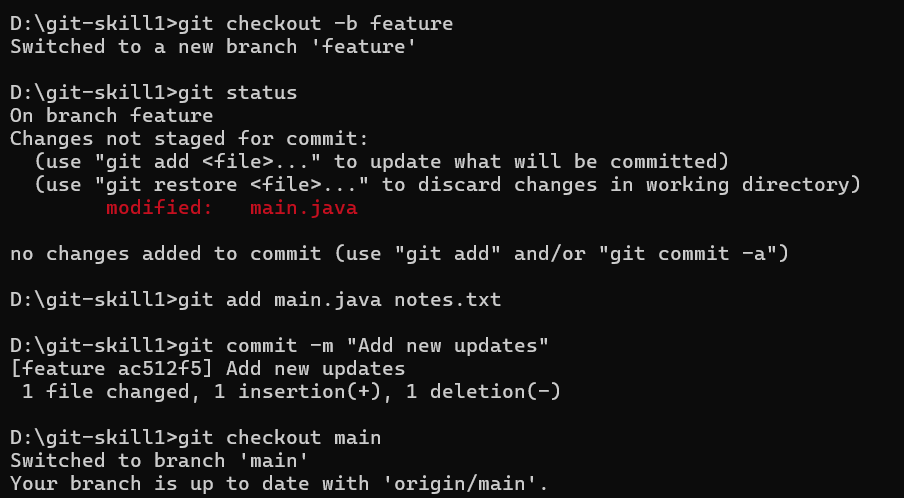 D:\git-skill1>git checkout -b feature
Switched to a new branch 'feature'
D:\git-skill1>git status
On branch feature
Changes not staged for commit:
  (use "git add <file>..." to update what will be committed)
  (use "git restore <file>..." to discard changes in working directory)
        modified:   main.java
no changes added to commit (use "git add" and/or "git commit -a")
D:\git-skill1>git add main.java notes.txt
D:\git-skill1>git commit -m "Add new updates"
[feature ac512f5] Add new updates
 1 file changed, 1 insertion(+), 1 deletion(-)
D:\git-skill1>git checkout main
Switched to branch 'main'
Your branch is up to date with 'origin/main'.